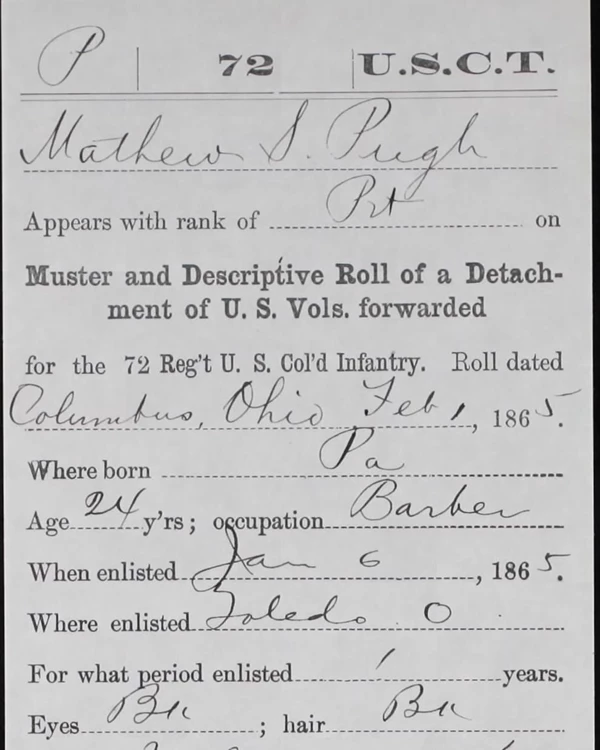 P | 72 | U.S.C.T.
Mathew S. Pugh
Appears with rank of Pvt on
Muster and Descriptive Roll of a Detach-
ment of U. S. Vols. forwarded
for the 72 Reg't U. S. Col'd Infantry. Roll dated
Columbus, Ohio Feb 1, 1865.
Where born Pa
Age 24 y'rs; occupation Barber
When enlisted Jan 6, 1865.
Where enlisted Toledo O
For what period enlisted 1 years.
Eyes Blk; hair Blk